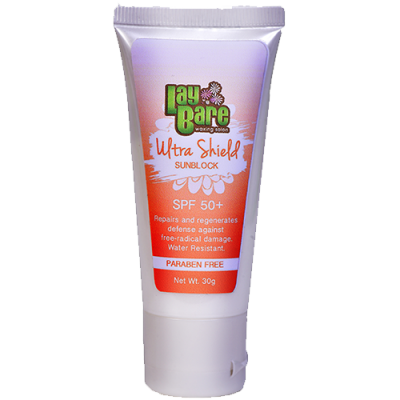 Lay
Bare
waxing salon
Ultra Shield
SUNBLOCK
SPF 50+
Repairs and regenerates
defense against
free-radical damage,
Water Resistant.
PARABEN FREE
Net Wt. 30g